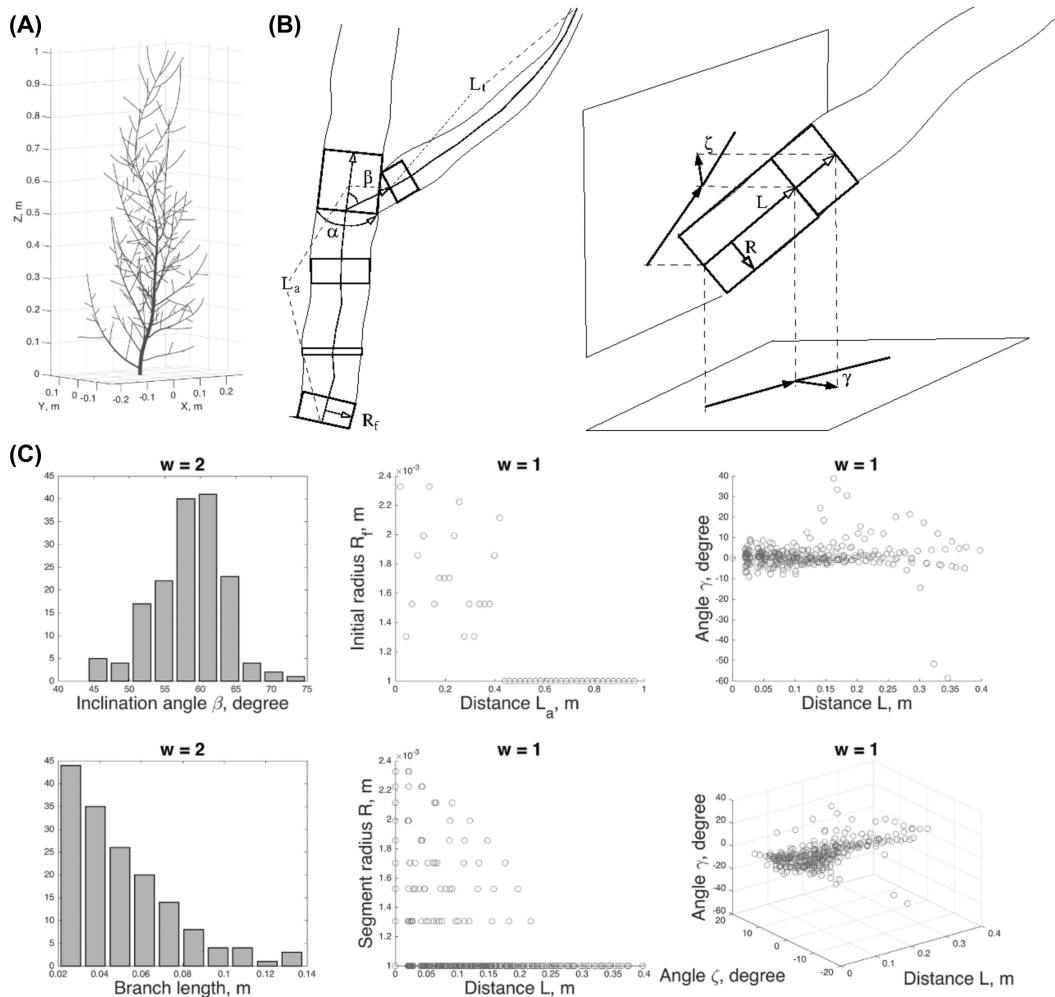 (A)
1
0.9
0.8
0.7
0.6
0.5
0.4
0.3
0.2
0.1
0
Z, m
0.1 0 -0.1
Y, m
-0.2 -0.1 0 0.1 0.2
X, m
(B)
L_t
β
α
L_a
R_f
ζ
L
R
γ
(C)
w = 2
45
40
35
30
25
20
15
10
5
0
40 45 50 55 60 65 70 75
Inclination angle β, degree
w = 1
×10⁻³
2.4
2.2
2
1.8
1.6
1.4
1.2
1
Initial radius R_f, m
0 0.2 0.4 0.6 0.8 1
Distance L_a, m
w = 1
40
30
20
10
0
-10
-20
-30
-40
-50
-60
Angle γ, degree
0 0.05 0.1 0.15 0.2 0.25 0.3 0.35 0.4
Distance L, m
w = 2
45
40
35
30
25
20
15
10
5
0
0.02 0.04 0.06 0.08 0.1 0.12 0.14
Branch length, m
w = 1
×10⁻³
2.4
2.2
2
1.8
1.6
1.4
1.2
1
Segment radius R, m
0 0.05 0.1 0.15 0.2 0.25 0.3 0.35 0.4
Distance L, m
w = 1
40
20
0
-20
-40
-60
Angle γ, degree
20
10
0
-10
-20
Angle ζ, degree
0 0.1 0.2 0.3 0.4
Distance L, m